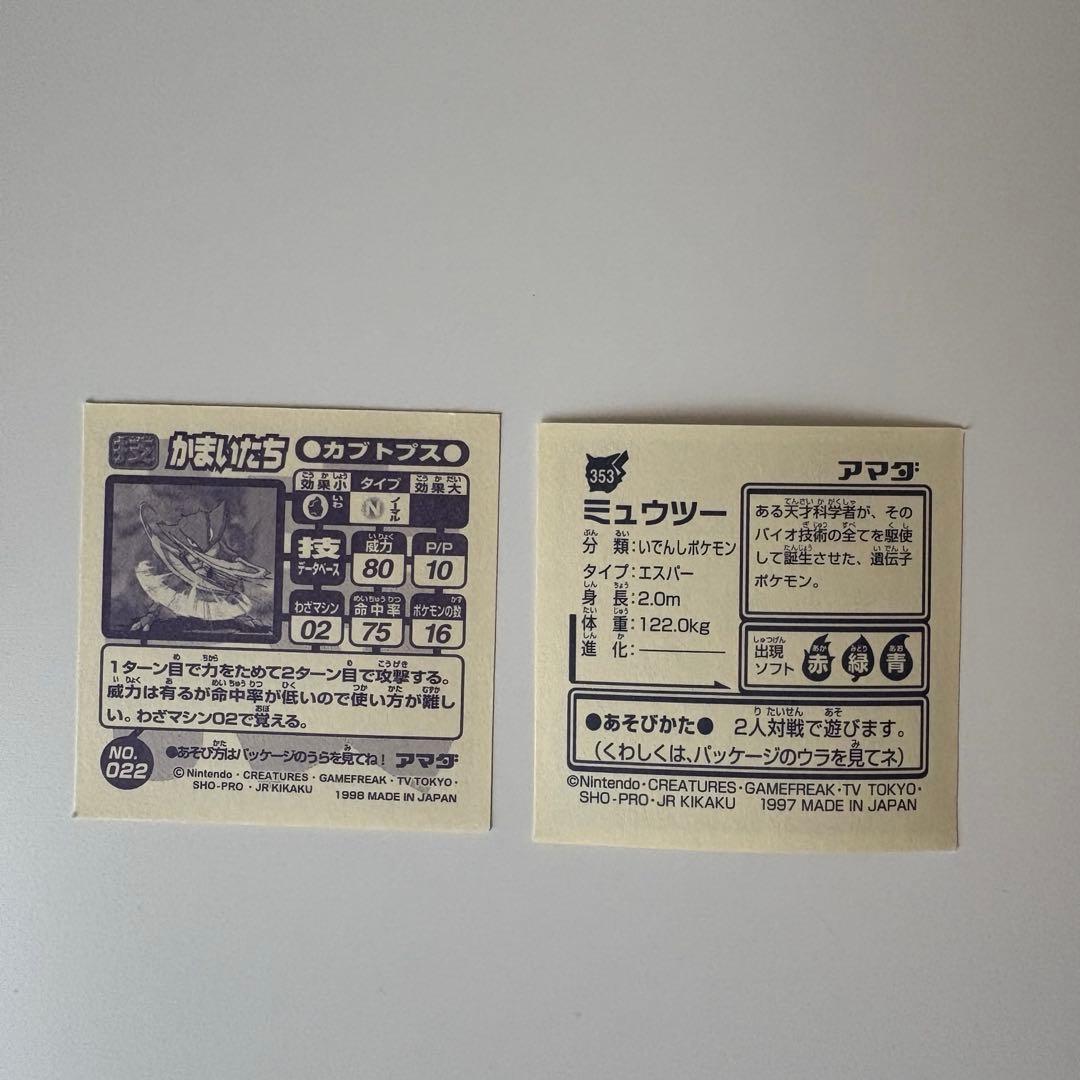 技 かまいたち ●カブトプス●
効果小 タイプ 効果大
いわ N ノーマル
技 データベース 威力 80 P/P 10
わざマシン 02 命中率 75 ポケモンの数 16
1ターン目で力をためて2ターン目で攻撃する。
威力は有るが命中率が低いので使い方が難し
い。わざマシン02で覚える。
NO. 022
●あそび方はパッケージのうらを見てね! アマダ
©Nintendo・CREATURES・GAMEFREAK・TV TOKYO・
SHO-PRO・JR KIKAKU 1998 MADE IN JAPAN
353 アマダ
ミュウツー
分類:いでんしポケモン
タイプ:エスパー
身長:2.0m
体重:122.0kg
進化:————
ある天才科学者が、その
バイオ技術の全てを駆使
して誕生させた、遺伝子
ポケモン。
出現
ソフト 赤 緑 青
●あそびかた● 2人対戦で遊びます。
(くわしくは、パッケージのウラを見てネ)
©Nintendo・CREATURES・GAMEFREAK・TV TOKYO・
SHO-PRO・JR KIKAKU 1997 MADE IN JAPAN